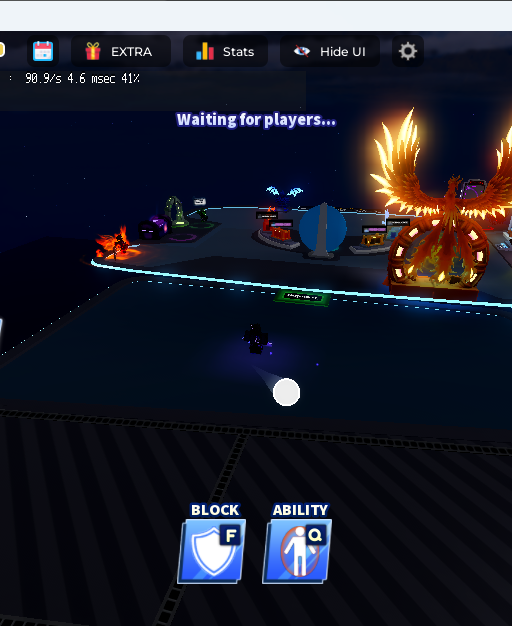 EXTRA
Stats
Hide UI
: 90.9/s 4.6 msec 41%
Waiting for players...
BLOCK
ABILITY
F
Q